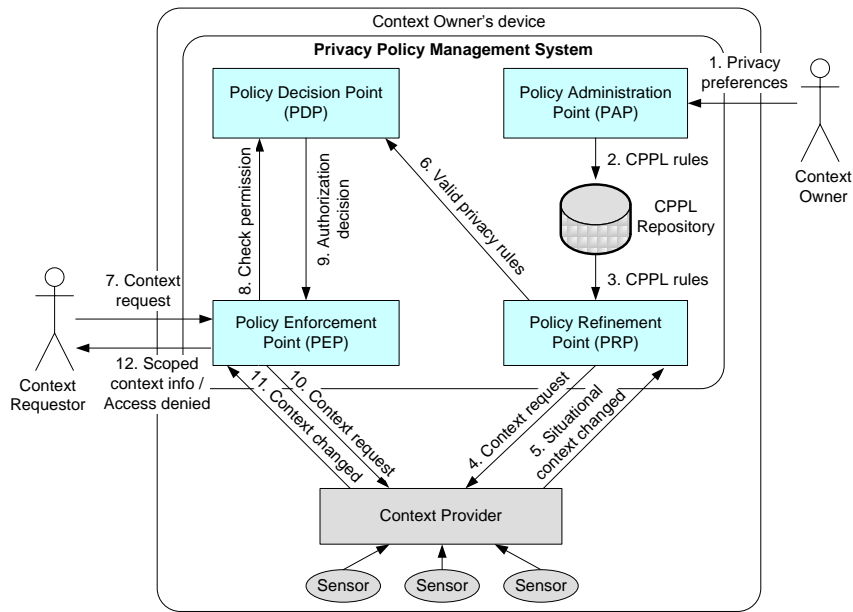 Context Owner's device
Privacy Policy Management System
1. Privacy
preferences
Policy Decision Point
(PDP)
Policy Administration
Point (PAP)
2. CPPL rules
Context
Owner
8. Check permission
9. Authorization
decision
6. Valid privacy rules
CPPL
Repository
3. CPPL rules
7. Context
request
Policy Enforcement
Point (PEP)
Policy Refinement
Point (PRP)
12. Scoped
context info /
Access denied
Context
Requestor
11. Context changed
10. Context request
4. Context request
5. Situational
context changed
Context Provider
Sensor
Sensor
Sensor